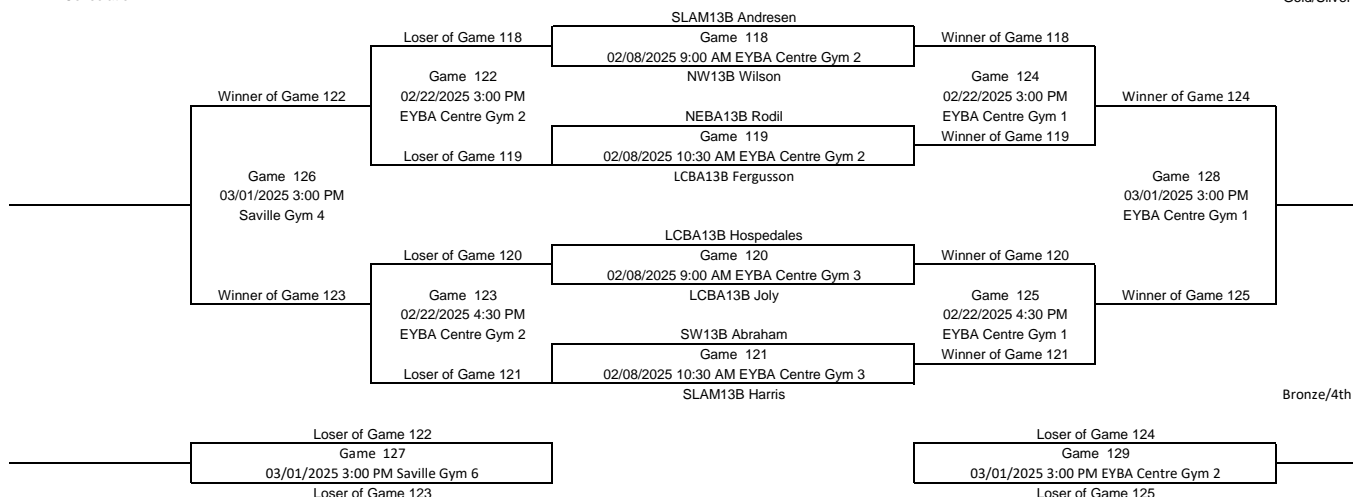 Gold/Silver
SLAM13B Andresen
Loser of Game 118
Game 118
Winner of Game 118
02/08/2025 9:00 AM EYBA Centre Gym 2
Game 122
NW13B Wilson
Game 124
Winner of Game 122
02/22/2025 3:00 PM
02/22/2025 3:00 PM
Winner of Game 124
EYBA Centre Gym 2
NEBA13B Rodil
EYBA Centre Gym 1
Game 119
Winner of Game 119
Loser of Game 119
02/08/2025 10:30 AM EYBA Centre Gym 2
Game 126
LCBA13B Fergusson
Game 128
03/01/2025 3:00 PM
03/01/2025 3:00 PM
Saville Gym 4
EYBA Centre Gym 1
LCBA13B Hospedales
Loser of Game 120
Game 120
Winner of Game 120
02/08/2025 9:00 AM EYBA Centre Gym 3
Winner of Game 123
Game 123
LCBA13B Joly
Game 125
Winner of Game 125
02/22/2025 4:30 PM
02/22/2025 4:30 PM
EYBA Centre Gym 2
SW13B Abraham
EYBA Centre Gym 1
Game 121
Winner of Game 121
Loser of Game 121
02/08/2025 10:30 AM EYBA Centre Gym 3
SLAM13B Harris
Bronze/4th
Loser of Game 122
Loser of Game 124
Game 127
Game 129
03/01/2025 3:00 PM Saville Gym 6
03/01/2025 3:00 PM EYBA Centre Gym 2
Loser of Game 123
Loser of Game 125